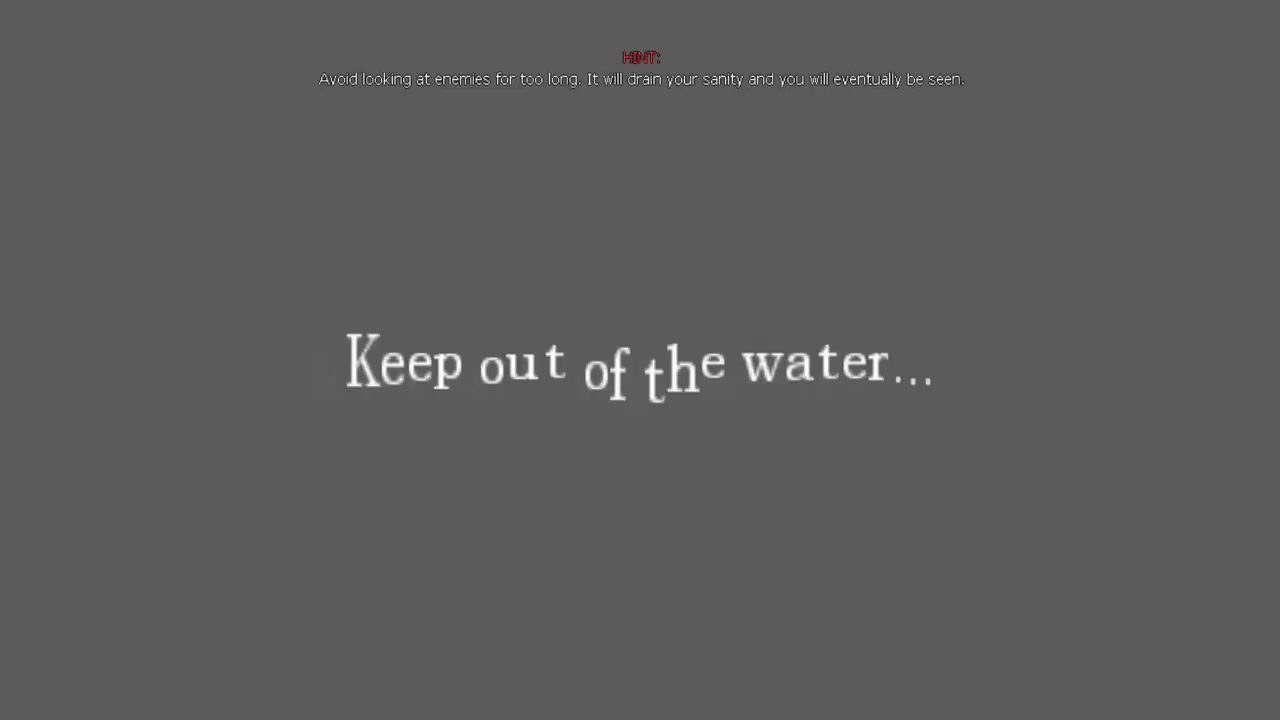 HINT:
Avoid looking at enemies for too long. It will drain your sanity and you will eventually be seen.
Keep out of the water...